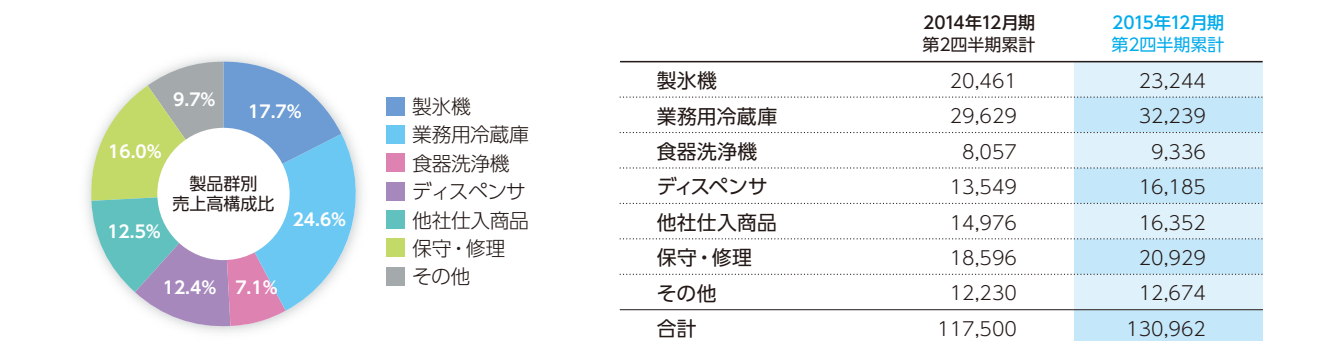 9.7%
17.7%
16.0%
24.6%
12.5%
12.4%
7.1%
製品群別
売上高構成比
製氷機
業務用冷蔵庫
食器洗浄機
ディスペンサ
他社仕入商品
保守・修理
その他
2014年12月期 2015年12月期
第2四半期累計 第2四半期累計
製氷機 20,461 23,244
業務用冷蔵庫 29,629 32,239
食器洗浄機 8,057 9,336
ディスペンサ 13,549 16,185
他社仕入商品 14,976 16,352
保守・修理 18,596 20,929
その他 12,230 12,674
合計 117,500 130,962